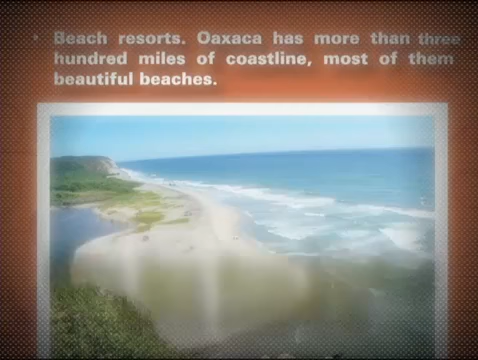 • Beach resorts. Oaxaca has more than three
hundred miles of coastline, most of them
beautiful beaches.